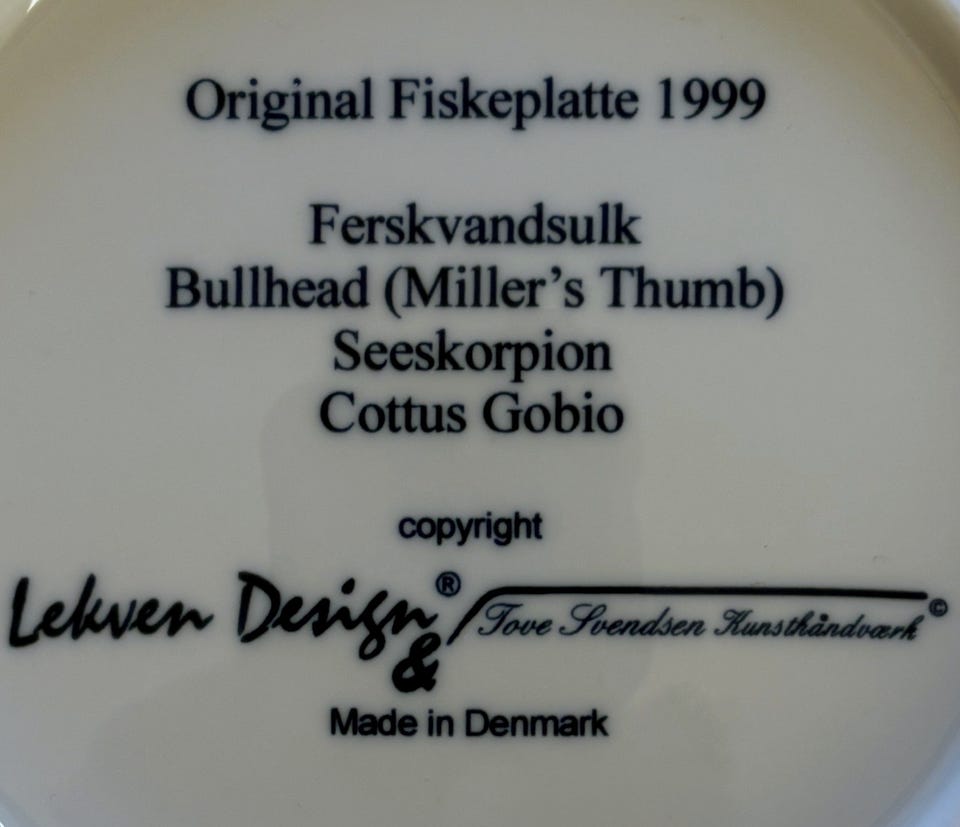 Original Fiskeplatte 1999
Ferskvandsulk
Bullhead (Miller’s Thumb)
Seeskorpion
Cottus Gobio
copyright
Lekven Design® & Tove Svendsen Kunsthåndværk©
Made in Denmark